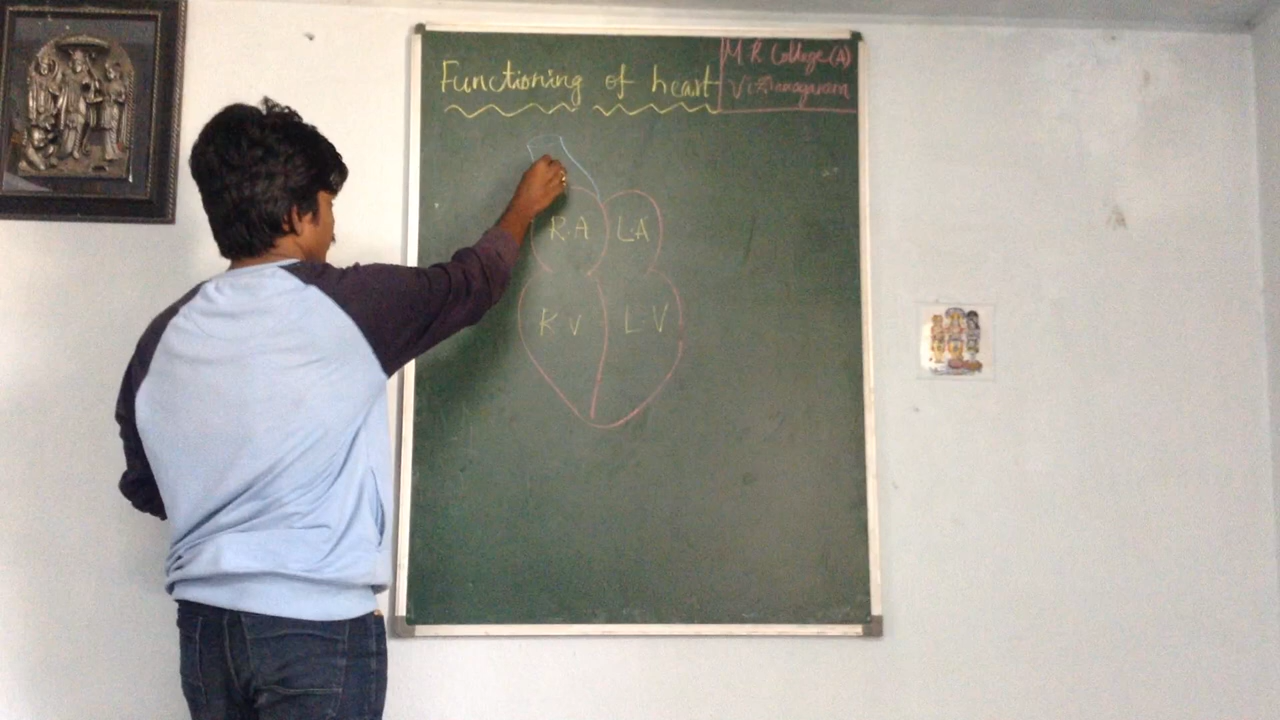 Functioning of heart
M R College (A)
Vizianagaram
R.A L.A
R V L.V